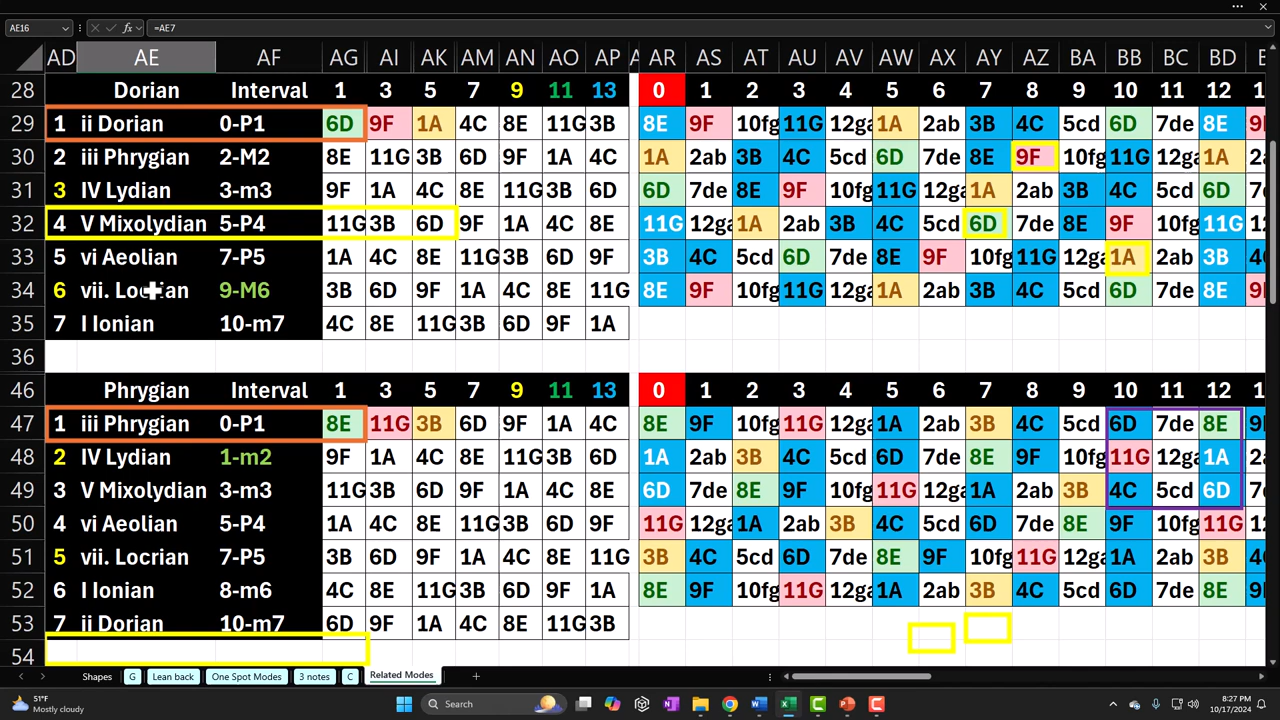 AE16 fx =AE7
AD AE AF AG AI AK AM AN AO AP A AR AS AT AU AV AW AX AY AZ BA BB BC BD
28 Dorian Interval 1 3 5 7 9 11 13 0 1 2 3 4 5 6 7 8 9 10 11 12 1
29 1 ii Dorian 0-P1 6D 9F 1A 4C 8E 11G 3B 8E 9F 10fg 11G 12ga 1A 2ab 3B 4C 5cd 6D 7de 8E 9
30 2 iii Phrygian 2-M2 8E 11G 3B 6D 9F 1A 4C 1A 2ab 3B 4C 5cd 6D 7de 8E 9F 10fg 11G 12ga 1A 2
31 3 IV Lydian 3-m3 9F 1A 4C 8E 11G 3B 6D 6D 7de 8E 9F 10fg 11G 12ga 1A 2ab 3B 4C 5cd 6D 7
32 4 V Mixolydian 5-P4 11G 3B 6D 9F 1A 4C 8E 11G 12ga 1A 2ab 3B 4C 5cd 6D 7de 8E 9F 10fg 11G 12
33 5 vi Aeolian 7-P5 1A 4C 8E 11G 3B 6D 9F 3B 4C 5cd 6D 7de 8E 9F 10fg 11G 12ga 1A 2ab 3B 4
34 6 vii. Locrian 9-M6 3B 6D 9F 1A 4C 8E 11G 8E 9F 10fg 11G 12ga 1A 2ab 3B 4C 5cd 6D 7de 8E 9
35 7 I Ionian 10-m7 4C 8E 11G 3B 6D 9F 1A
36
46 Phrygian Interval 1 3 5 7 9 11 13 0 1 2 3 4 5 6 7 8 9 10 11 12 1
47 1 iii Phrygian 0-P1 8E 11G 3B 6D 9F 1A 4C 8E 9F 10fg 11G 12ga 1A 2ab 3B 4C 5cd 6D 7de 8E 9
48 2 IV Lydian 1-m2 9F 1A 4C 8E 11G 3B 6D 1A 2ab 3B 4C 5cd 6D 7de 8E 9F 10fg 11G 12ga 1A 2
49 3 V Mixolydian 3-m3 11G 3B 6D 9F 1A 4C 8E 6D 7de 8E 9F 10fg 11G 12ga 1A 2ab 3B 4C 5cd 6D 7
50 4 vi Aeolian 5-P4 1A 4C 8E 11G 3B 6D 9F 11G 12ga 1A 2ab 3B 4C 5cd 6D 7de 8E 9F 10fg 11G 12
51 5 vii. Locrian 7-P5 3B 6D 9F 1A 4C 8E 11G 3B 4C 5cd 6D 7de 8E 9F 10fg 11G 12ga 1A 2ab 3B 4
52 6 I Ionian 8-m6 4C 8E 11G 3B 6D 9F 1A 8E 9F 10fg 11G 12ga 1A 2ab 3B 4C 5cd 6D 7de 8E 9
53 7 ii Dorian 10-m7 6D 9F 1A 4C 8E 11G 3B
54
Shapes G Lean back One Spot Modes 3 notes C Related Modes
51°F
Mostly cloudy
Search
8:27 PM
10/17/2024